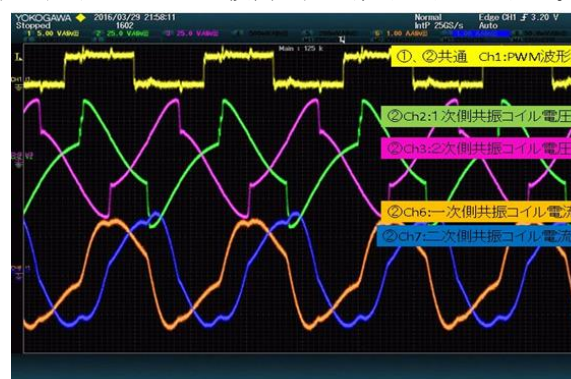 YOKOGAWA 2016/03/29 21:58:11 Normal Edge CH1 3.20 V
Stopped 1602 IntP 25GS/s Auto
Main : 125 k
①、②共通 Ch1:PWM波形
②Ch2:1次側共振コイル電圧
②Ch3:2次側共振コイル電圧
②Ch6:一次側共振コイル電流
②Ch7:二次側共振コイル電流